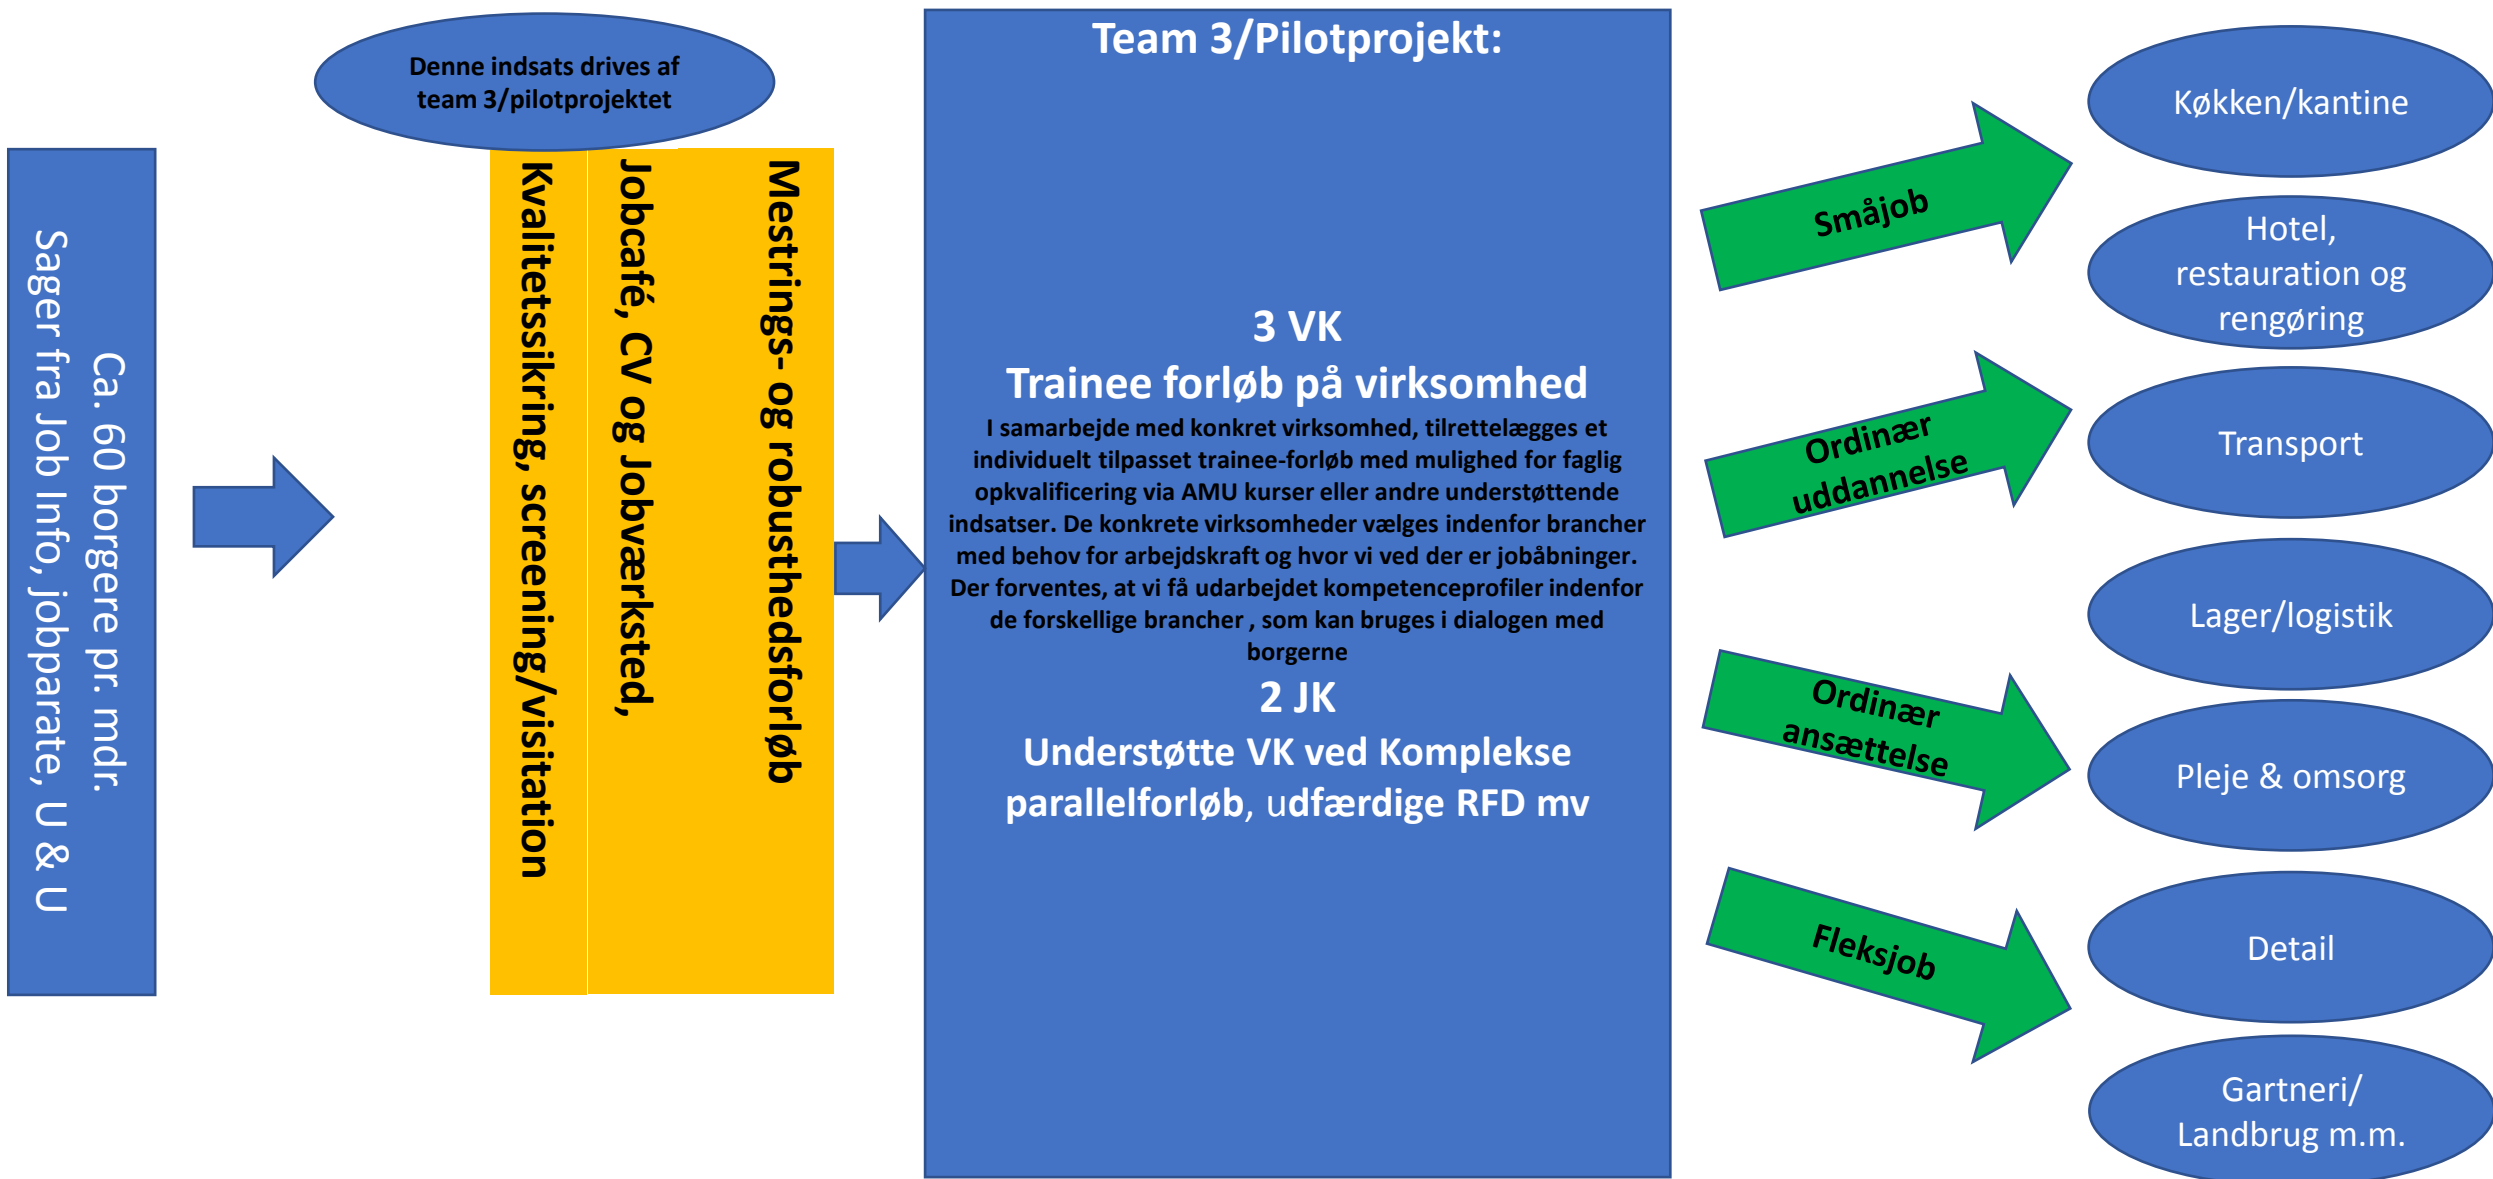 Denne indsats drives af
team 3/pilotprojektet
Ca. 60 borgere pr. mdr.
Sager fra Job Info, jobparate, U & U
Kvalitetssikring, screening/visitation
Jobcafé, CV og Jobværksted,
Mestrings- og robusthedsforløb
Team 3/Pilotprojekt:
3 VK
Trainee forløb på virksomhed
I samarbejde med konkret virksomhed, tilrettelægges et
individuelt tilpasset trainee-forløb med mulighed for faglig
opkvalificering via AMU kurser eller andre understøttende
indsatser. De konkrete virksomheder vælges indenfor brancher
med behov for arbejdskraft og hvor vi ved der er jobåbninger.
Der forventes, at vi få udarbejdet kompetenceprofiler indenfor
de forskellige brancher , som kan bruges i dialogen med
borgerne
2 JK
Understøtte VK ved Komplekse
parallelforløb, udfærdige RFD mv
Småjob
Ordinær
uddannelse
Ordinær
ansættelse
Fleksjob
Køkken/kantine
Hotel,
restauration og
rengøring
Transport
Lager/logistik
Pleje & omsorg
Detail
Gartneri/
Landbrug m.m.